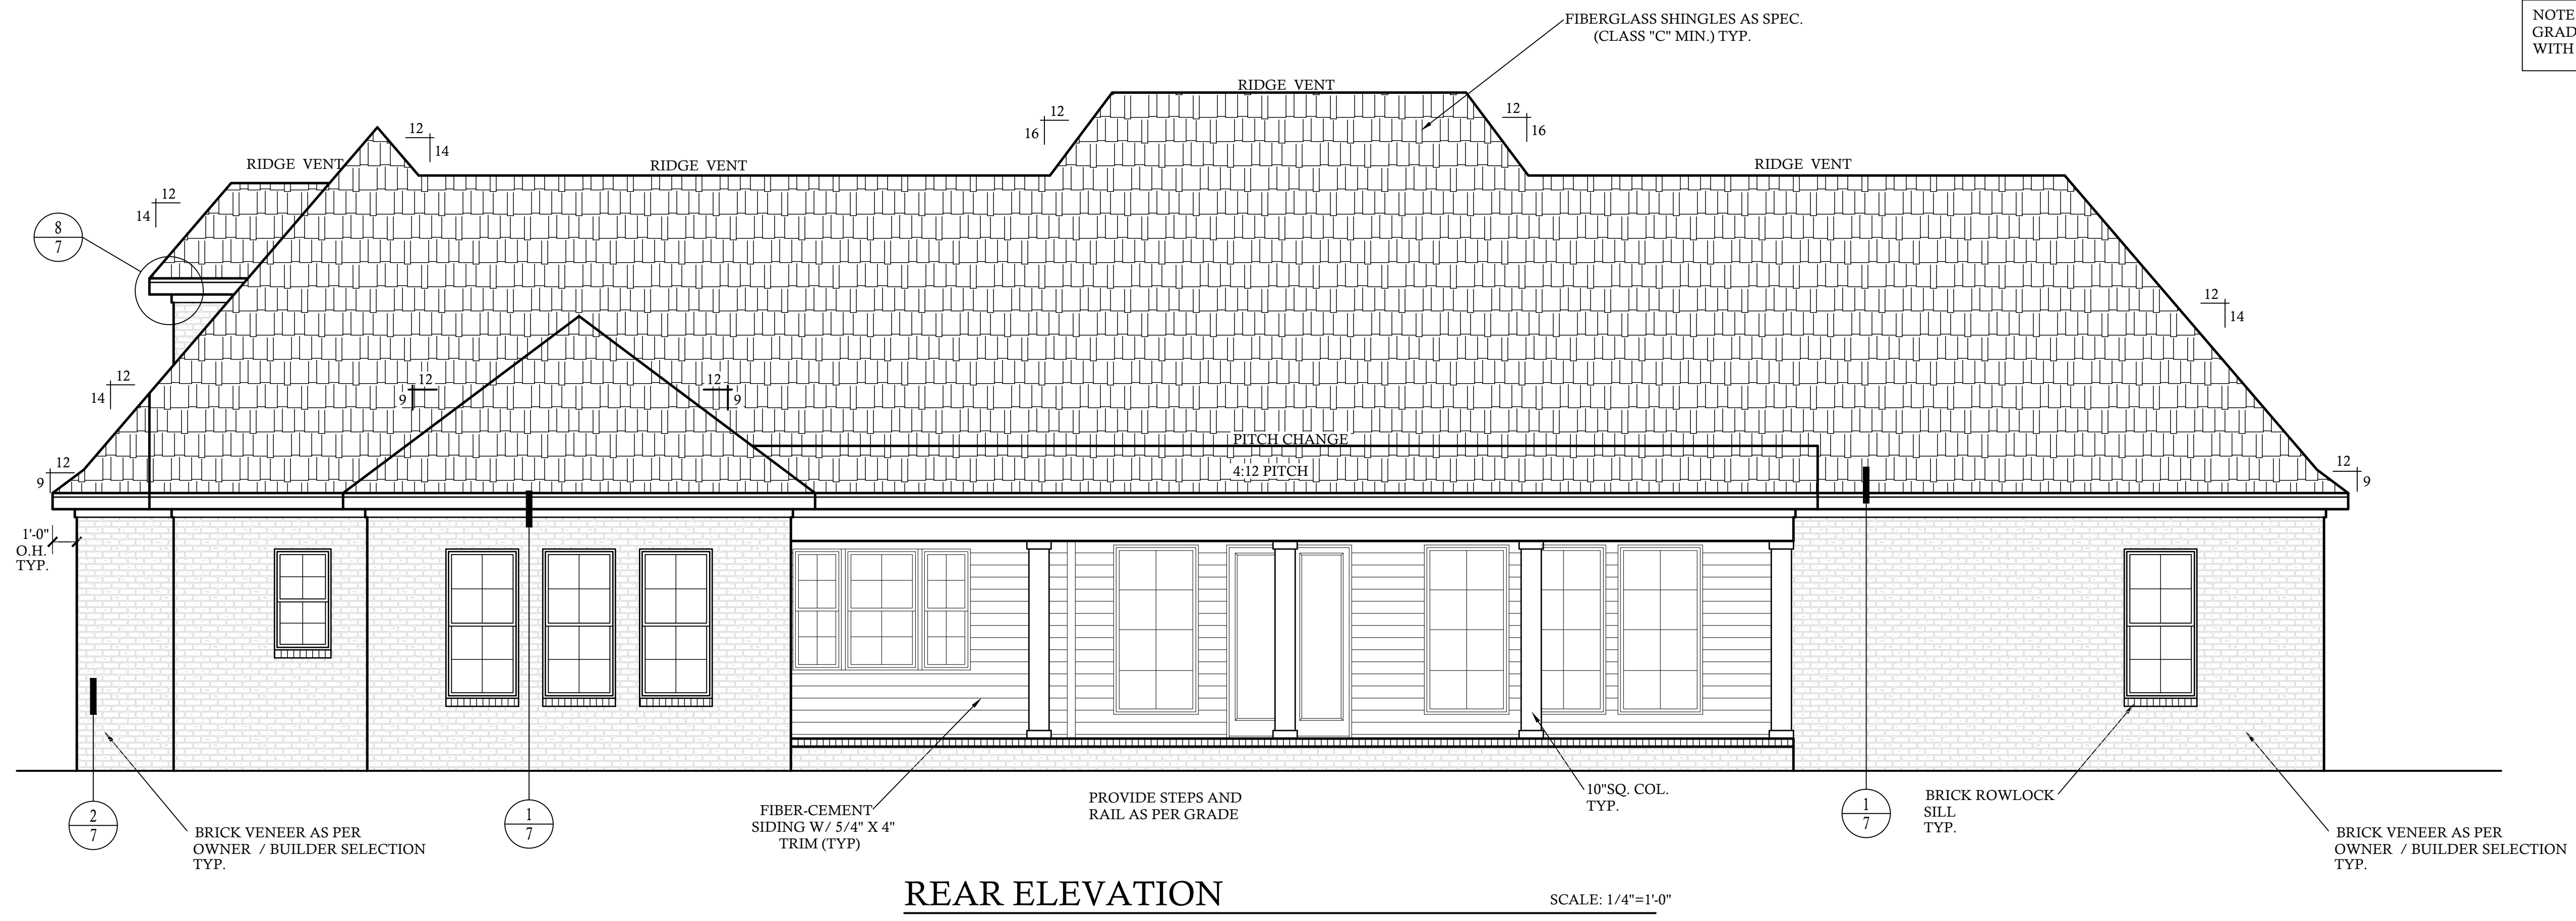 FIBERGLASS SHINGLES AS SPEC.
(CLASS "C" MIN.) TYP.
NOTE
GRAD
WITH
RIDGE VENT
12
16
12
16
12
14
RIDGE VENT
RIDGE VENT
RIDGE VENT
12
14
8
7
12
14
12
14
12
9
12
9
PITCH CHANGE
4:12 PITCH
12
9
12
9
1'-0"
O.H.
TYP.
2
7
BRICK VENEER AS PER
OWNER / BUILDER SELECTION
TYP.
1
7
FIBER-CEMENT
SIDING W/ 5/4" X 4"
TRIM (TYP)
PROVIDE STEPS AND
RAIL AS PER GRADE
10"SQ. COL.
TYP.
1
7
BRICK ROWLOCK
SILL
TYP.
BRICK VENEER AS PER
OWNER / BUILDER SELECTION
TYP.
REAR ELEVATION
SCALE: 1/4"=1'-0"